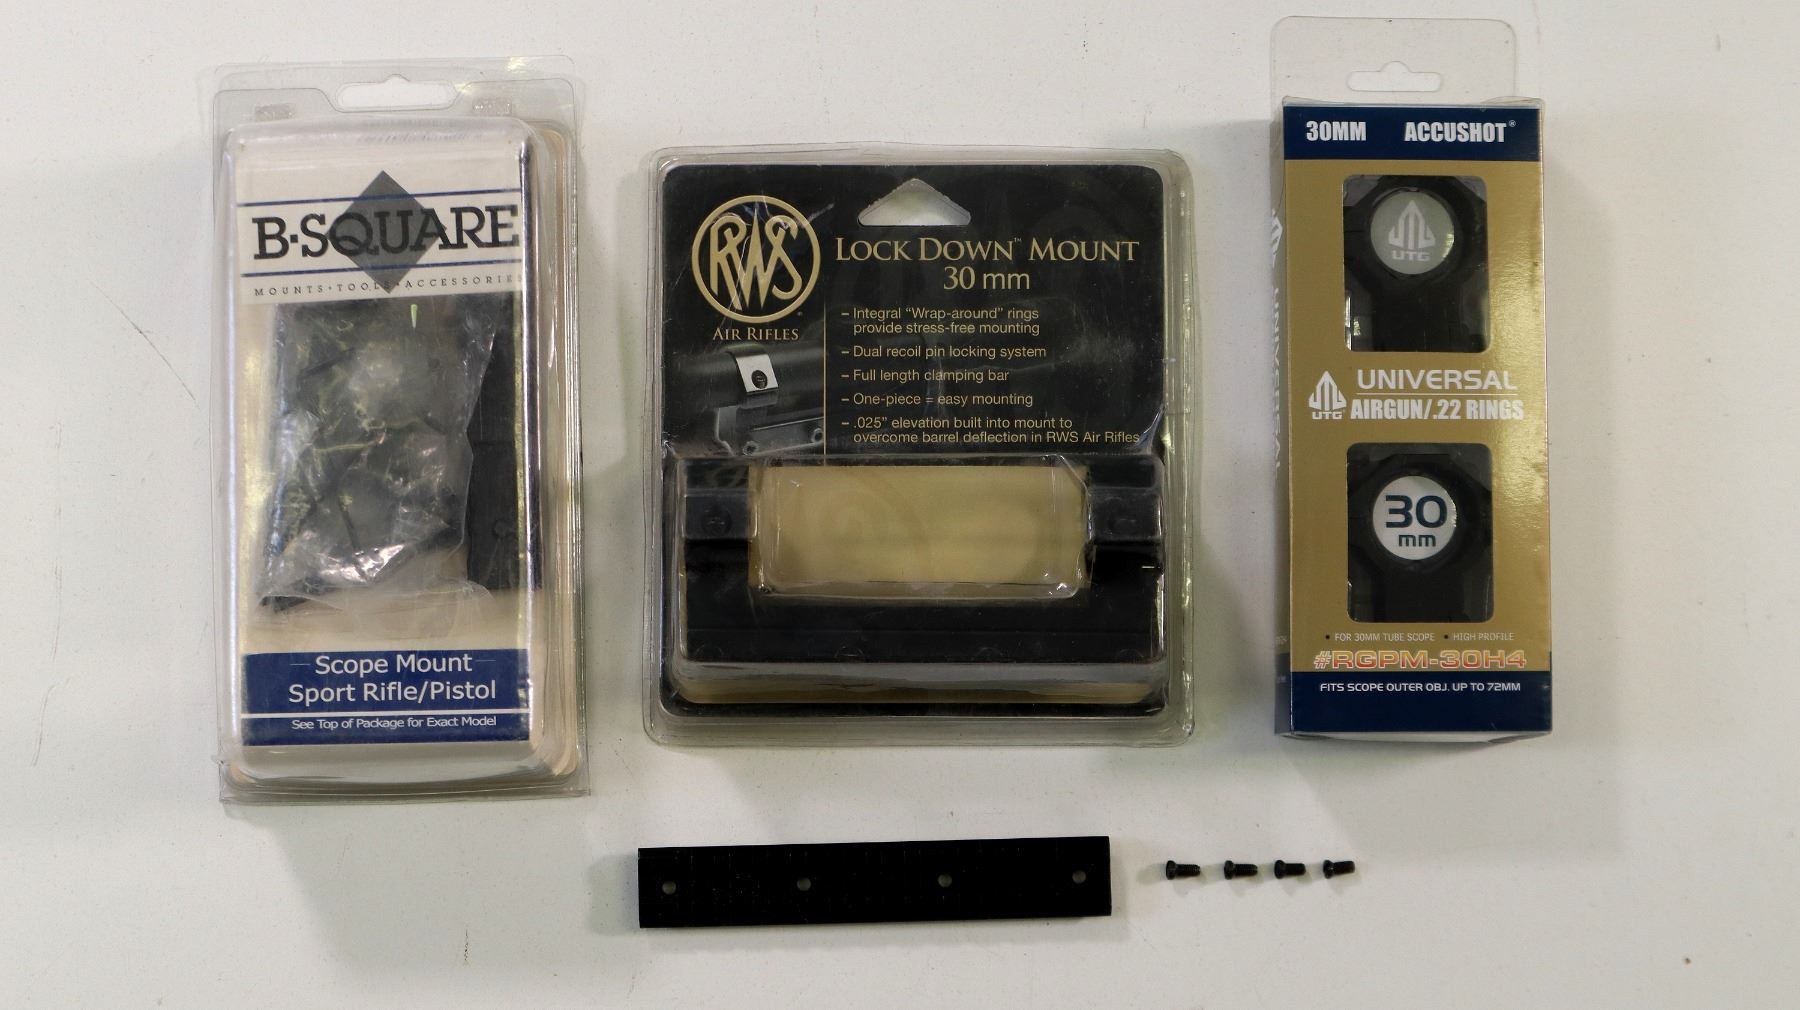 B·SQUARE
MOUNTS·TOOLS·ACCESSORIES
Scope Mount
Sport Rifle/Pistol
See Top of Package for Exact Model
RWS
AIR RIFLES
LOCK DOWN™ MOUNT
30 mm
– Integral “Wrap-around” rings
provide stress-free mounting
– Dual recoil pin locking system
– Full length clamping bar
– One-piece = easy mounting
– .025” elevation built into mount to
overcome barrel deflection in RWS Air Rifles
30MM ACCUSHOT®
UTG
UTG
UNIVERSAL
AIRGUN/.22 RINGS
30
mm
• FOR 30MM TUBE SCOPE • HIGH PROFILE
#RGPM-30H4
FITS SCOPE OUTER OBJ. UP TO 72MM
UNIVERSAL